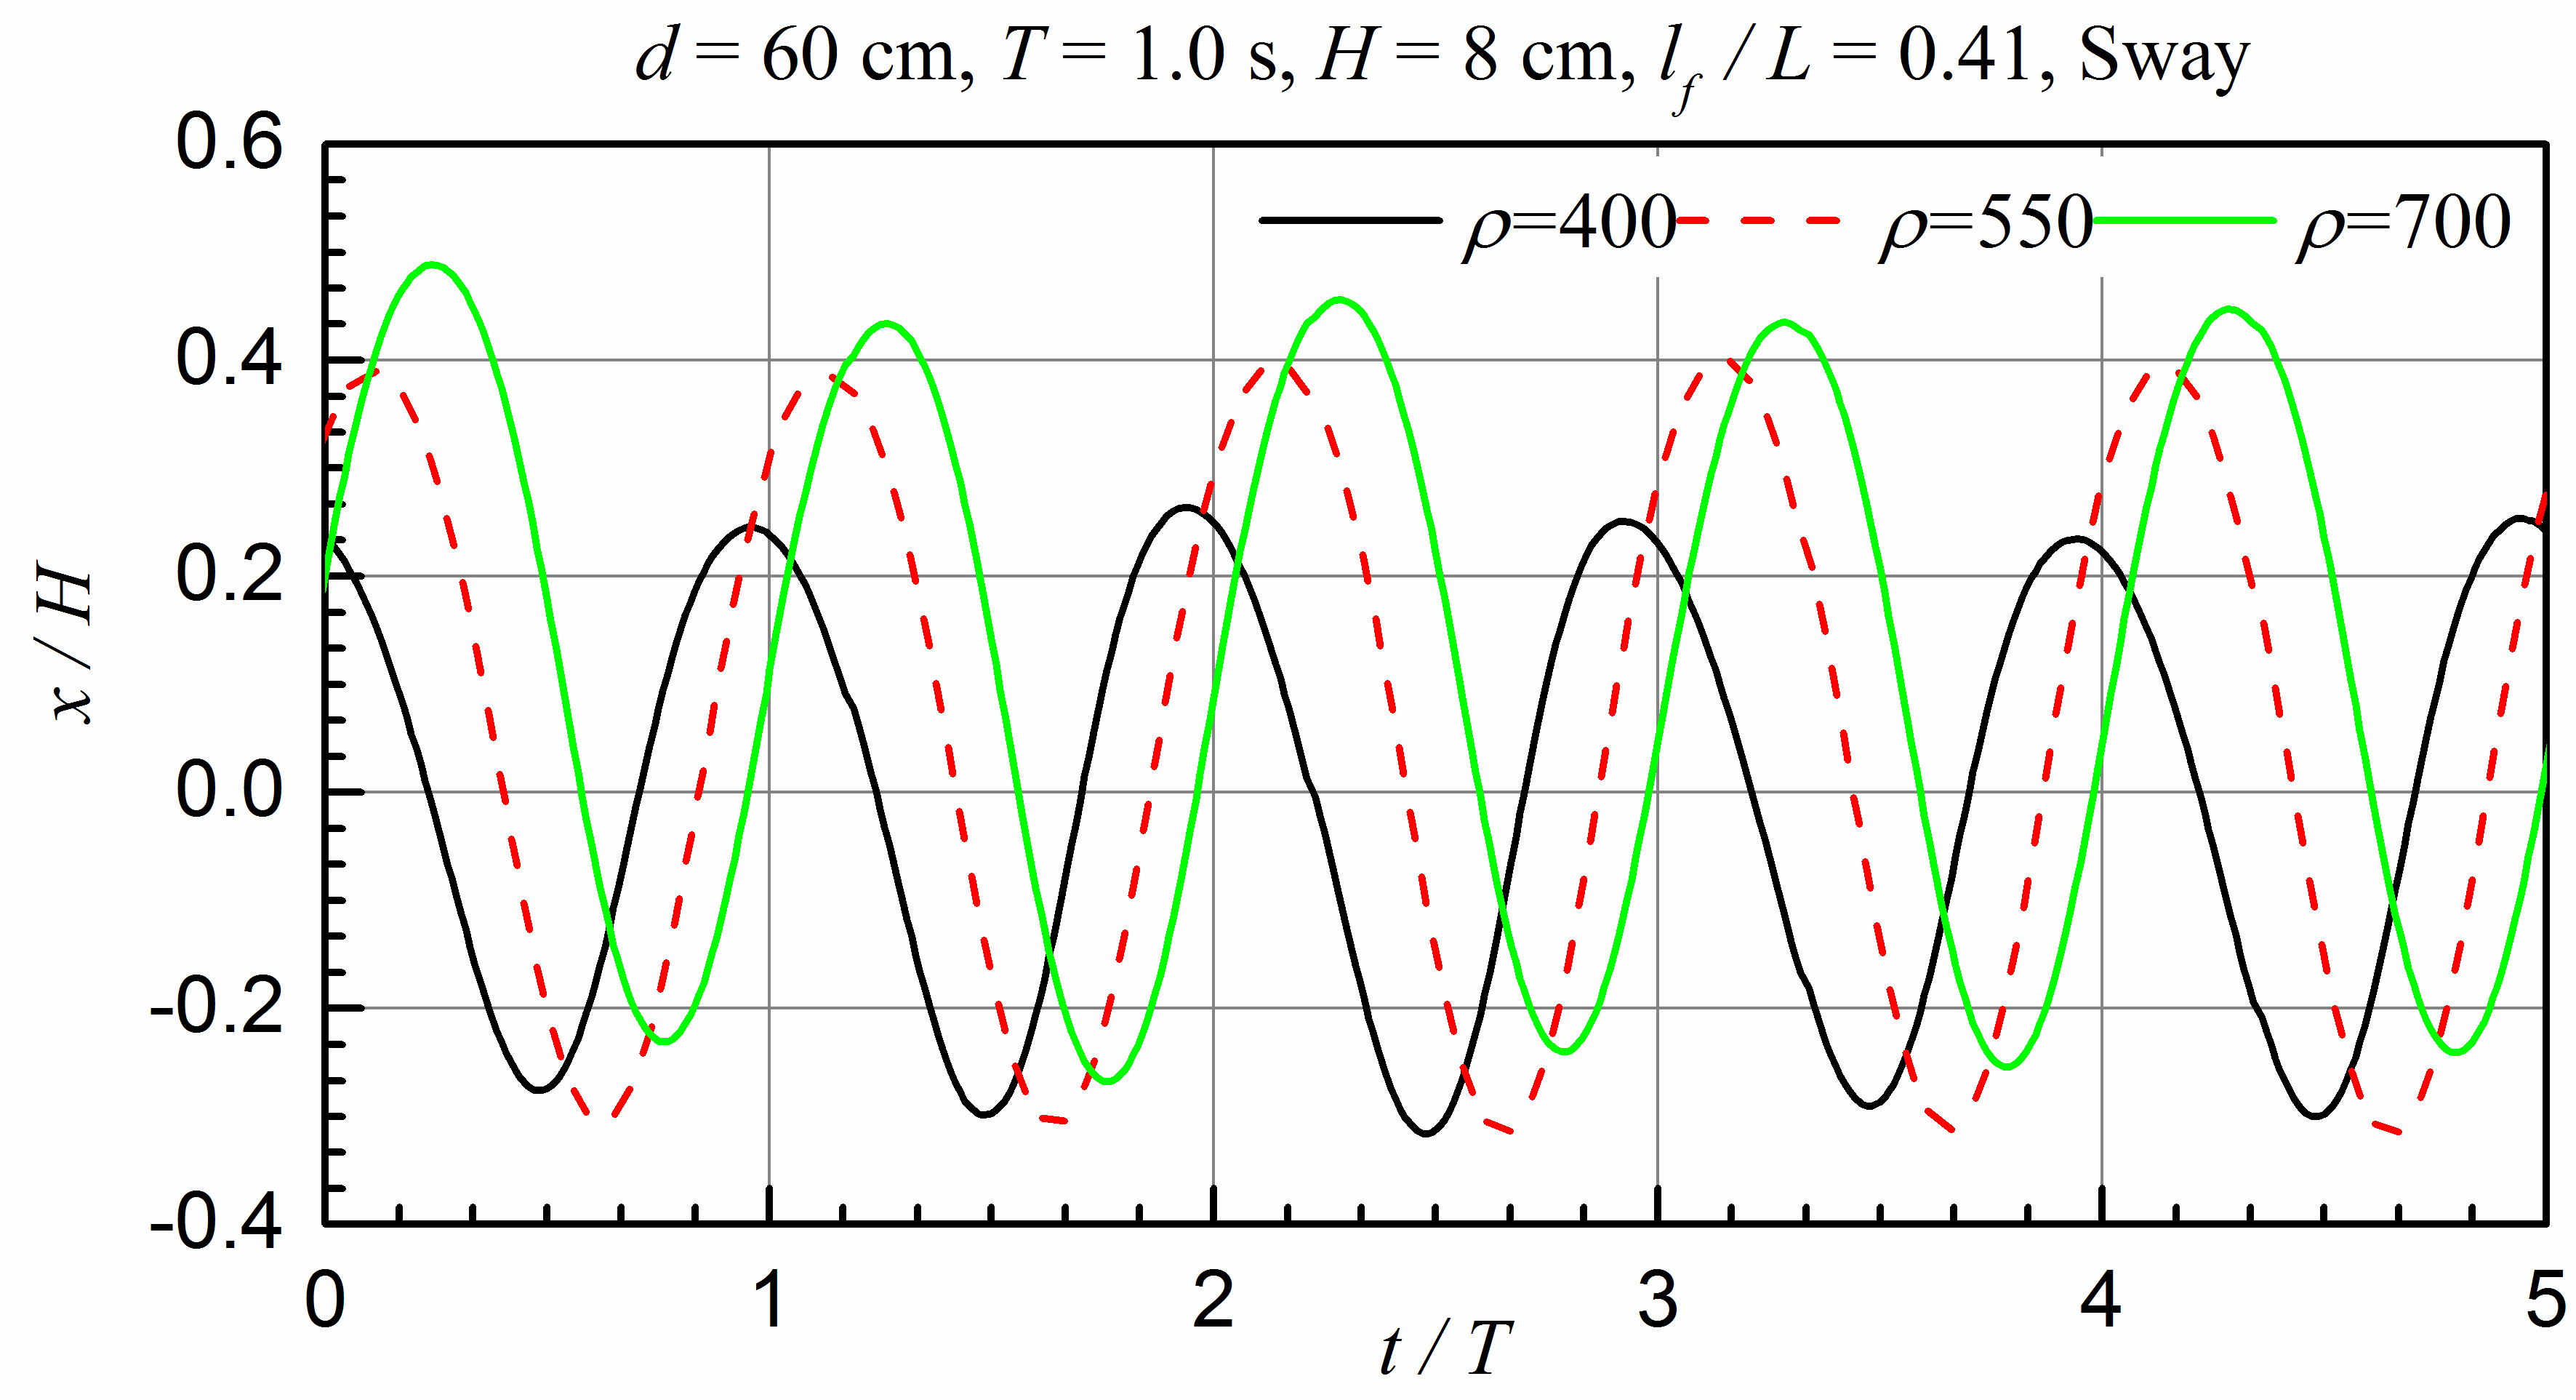 d = 60 cm, T = 1.0 s, H = 8 cm, l_f / L = 0.41, Sway
0.6
ρ=400 ρ=550 ρ=700
0.4
0.2
x / H
0.0
-0.2
-0.4
0 1 2 3 4 5
t / T